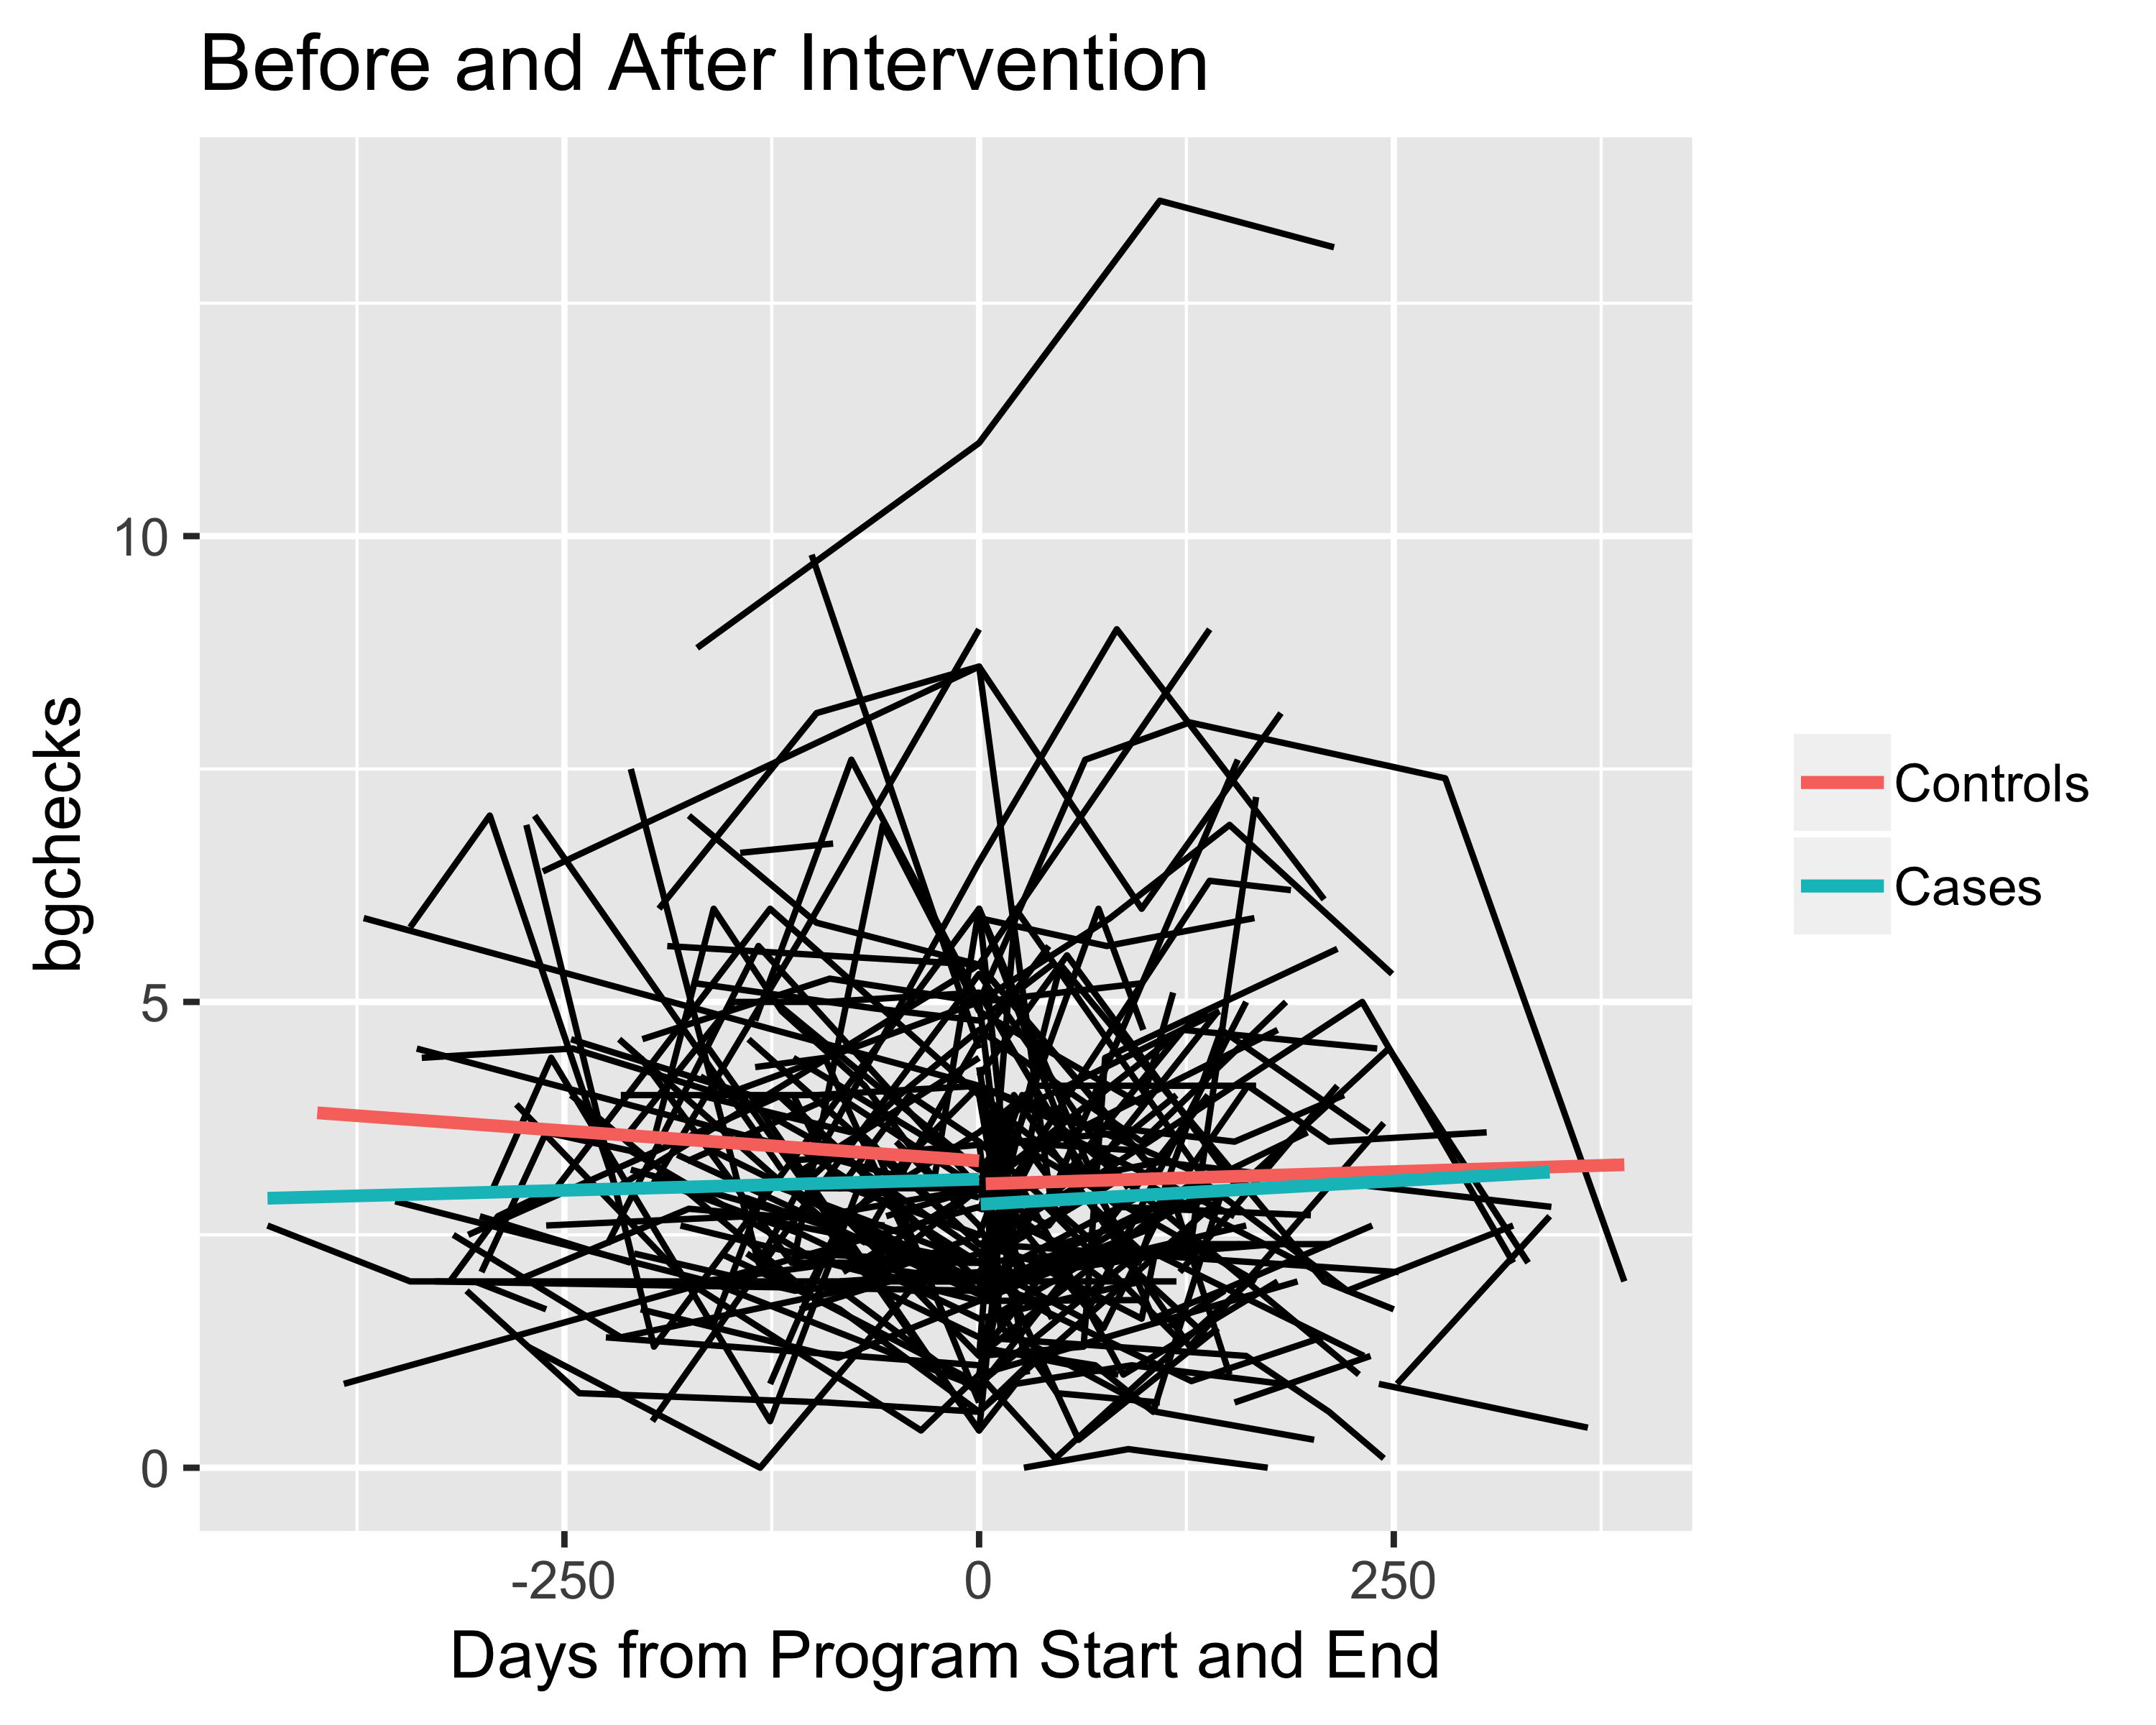 Before and After Intervention
bgchecks
10
5
0
-250
0
250
Days from Program Start and End
Controls
Cases